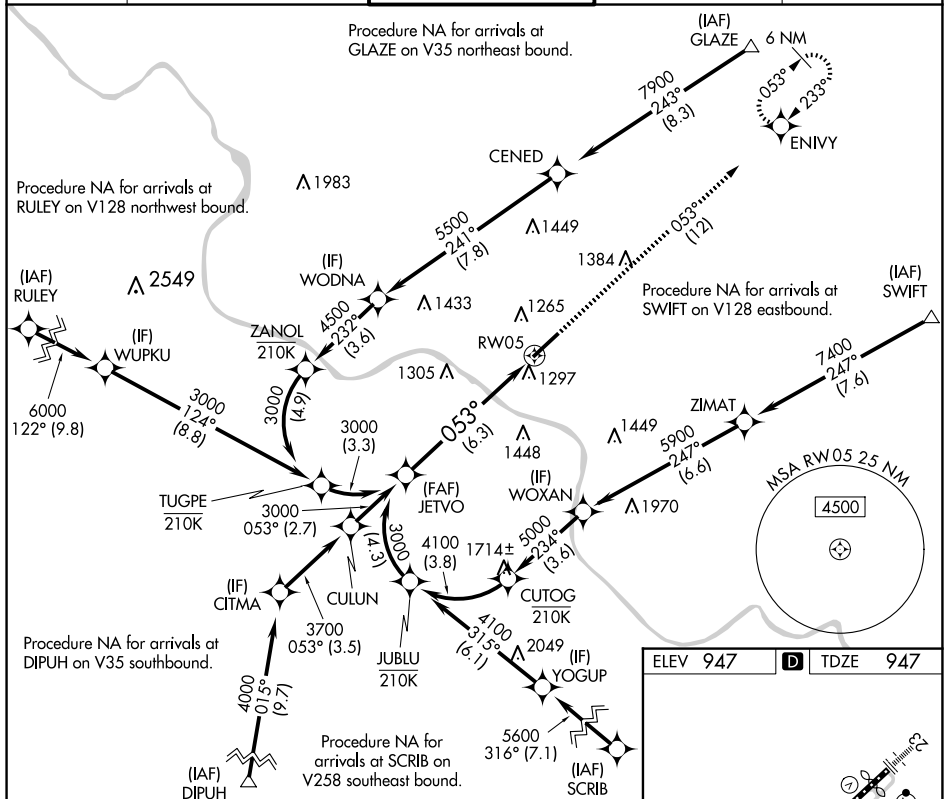 Procedure NA for arrivals at
GLAZE on V35 northeast bound.
(IAF)
GLAZE
6 NM
053°
233°
ENIVY
7900
243°
(8.3)
CENED
Procedure NA for arrivals at
RULEY on V128 northwest bound.
1983
5500
241°
(7.8)
1449
053°
(12)
1384
(IAF)
RULEY
2549
(IF)
WODNA
1433
1265
Procedure NA for arrivals at
SWIFT on V128 eastbound.
(IAF)
SWIFT
4500
232°
(3.6)
ZANOL
210K
RW05
(IF)
WUPKU
1305
1297
7400
247°
(7.6)
6000
122° (9.8)
3000
124°
(8.8)
3000
(4.9)
3000
(3.3)
053°
(6.3)
1448
1449
ZIMAT
5900
247°
(6.6)
TUGPE
210K
(FAF)
JETVO
(IF)
WOXAN
1970
MSA RW05 25 NM
4500
3000
053° (2.7)
3000
(4.3)
4100
(3.8)
1714±
5000
234°
(3.6)
(IF)
CITMA
CULUN
CUTOG
210K
3700
053° (3.5)
Procedure NA for arrivals at
DIPUH on V35 southbound.
JUBLU
210K
4100
315°
(6.1)
2049
(IF)
YOGUP
4000
015°
(9.7)
(IAF)
DIPUH
Procedure NA for
arrivals at SCRIB on
V258 southeast bound.
5600
316° (7.1)
(IAF)
SCRIB
ELEV 947 D TDZE 947
23
V